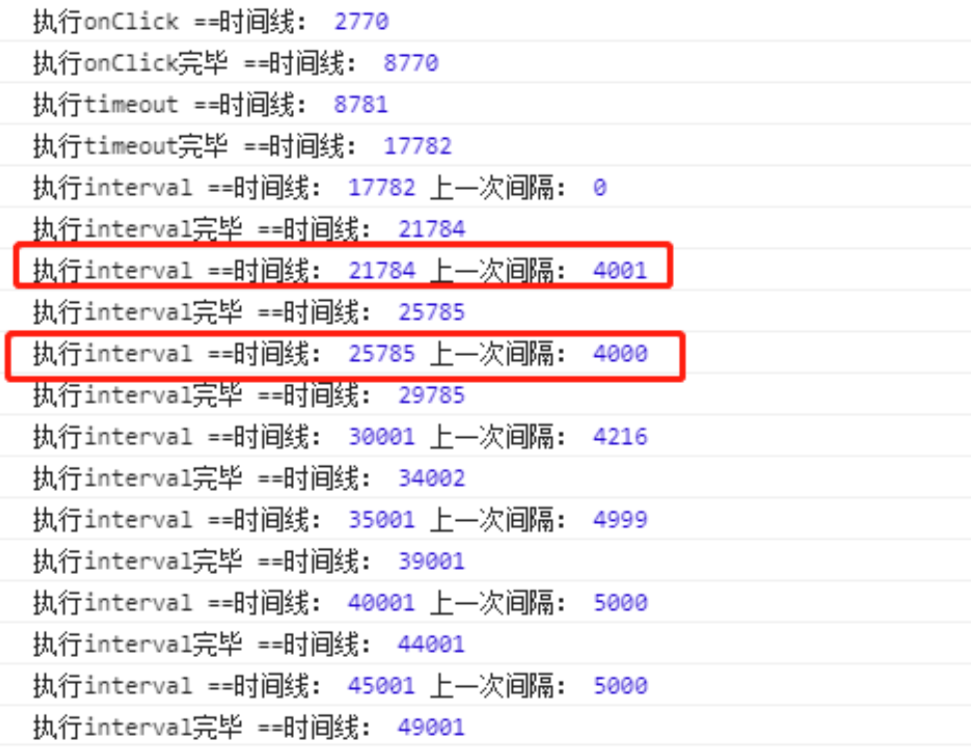 执行onClick ==时间线： 2770
执行onClick完毕 ==时间线： 8770
执行timeout ==时间线： 8781
执行timeout完毕 ==时间线： 17782
执行interval ==时间线： 17782 上一次间隔： 0
执行interval完毕 ==时间线： 21784
执行interval ==时间线： 21784 上一次间隔： 4001
执行interval完毕 ==时间线： 25785
执行interval ==时间线： 25785 上一次间隔： 4000
执行interval完毕 ==时间线： 29785
执行interval ==时间线： 30001 上一次间隔： 4216
执行interval完毕 ==时间线： 34002
执行interval ==时间线： 35001 上一次间隔： 4999
执行interval完毕 ==时间线： 39001
执行interval ==时间线： 40001 上一次间隔： 5000
执行interval完毕 ==时间线： 44001
执行interval ==时间线： 45001 上一次间隔： 5000
执行interval完毕 ==时间线： 49001